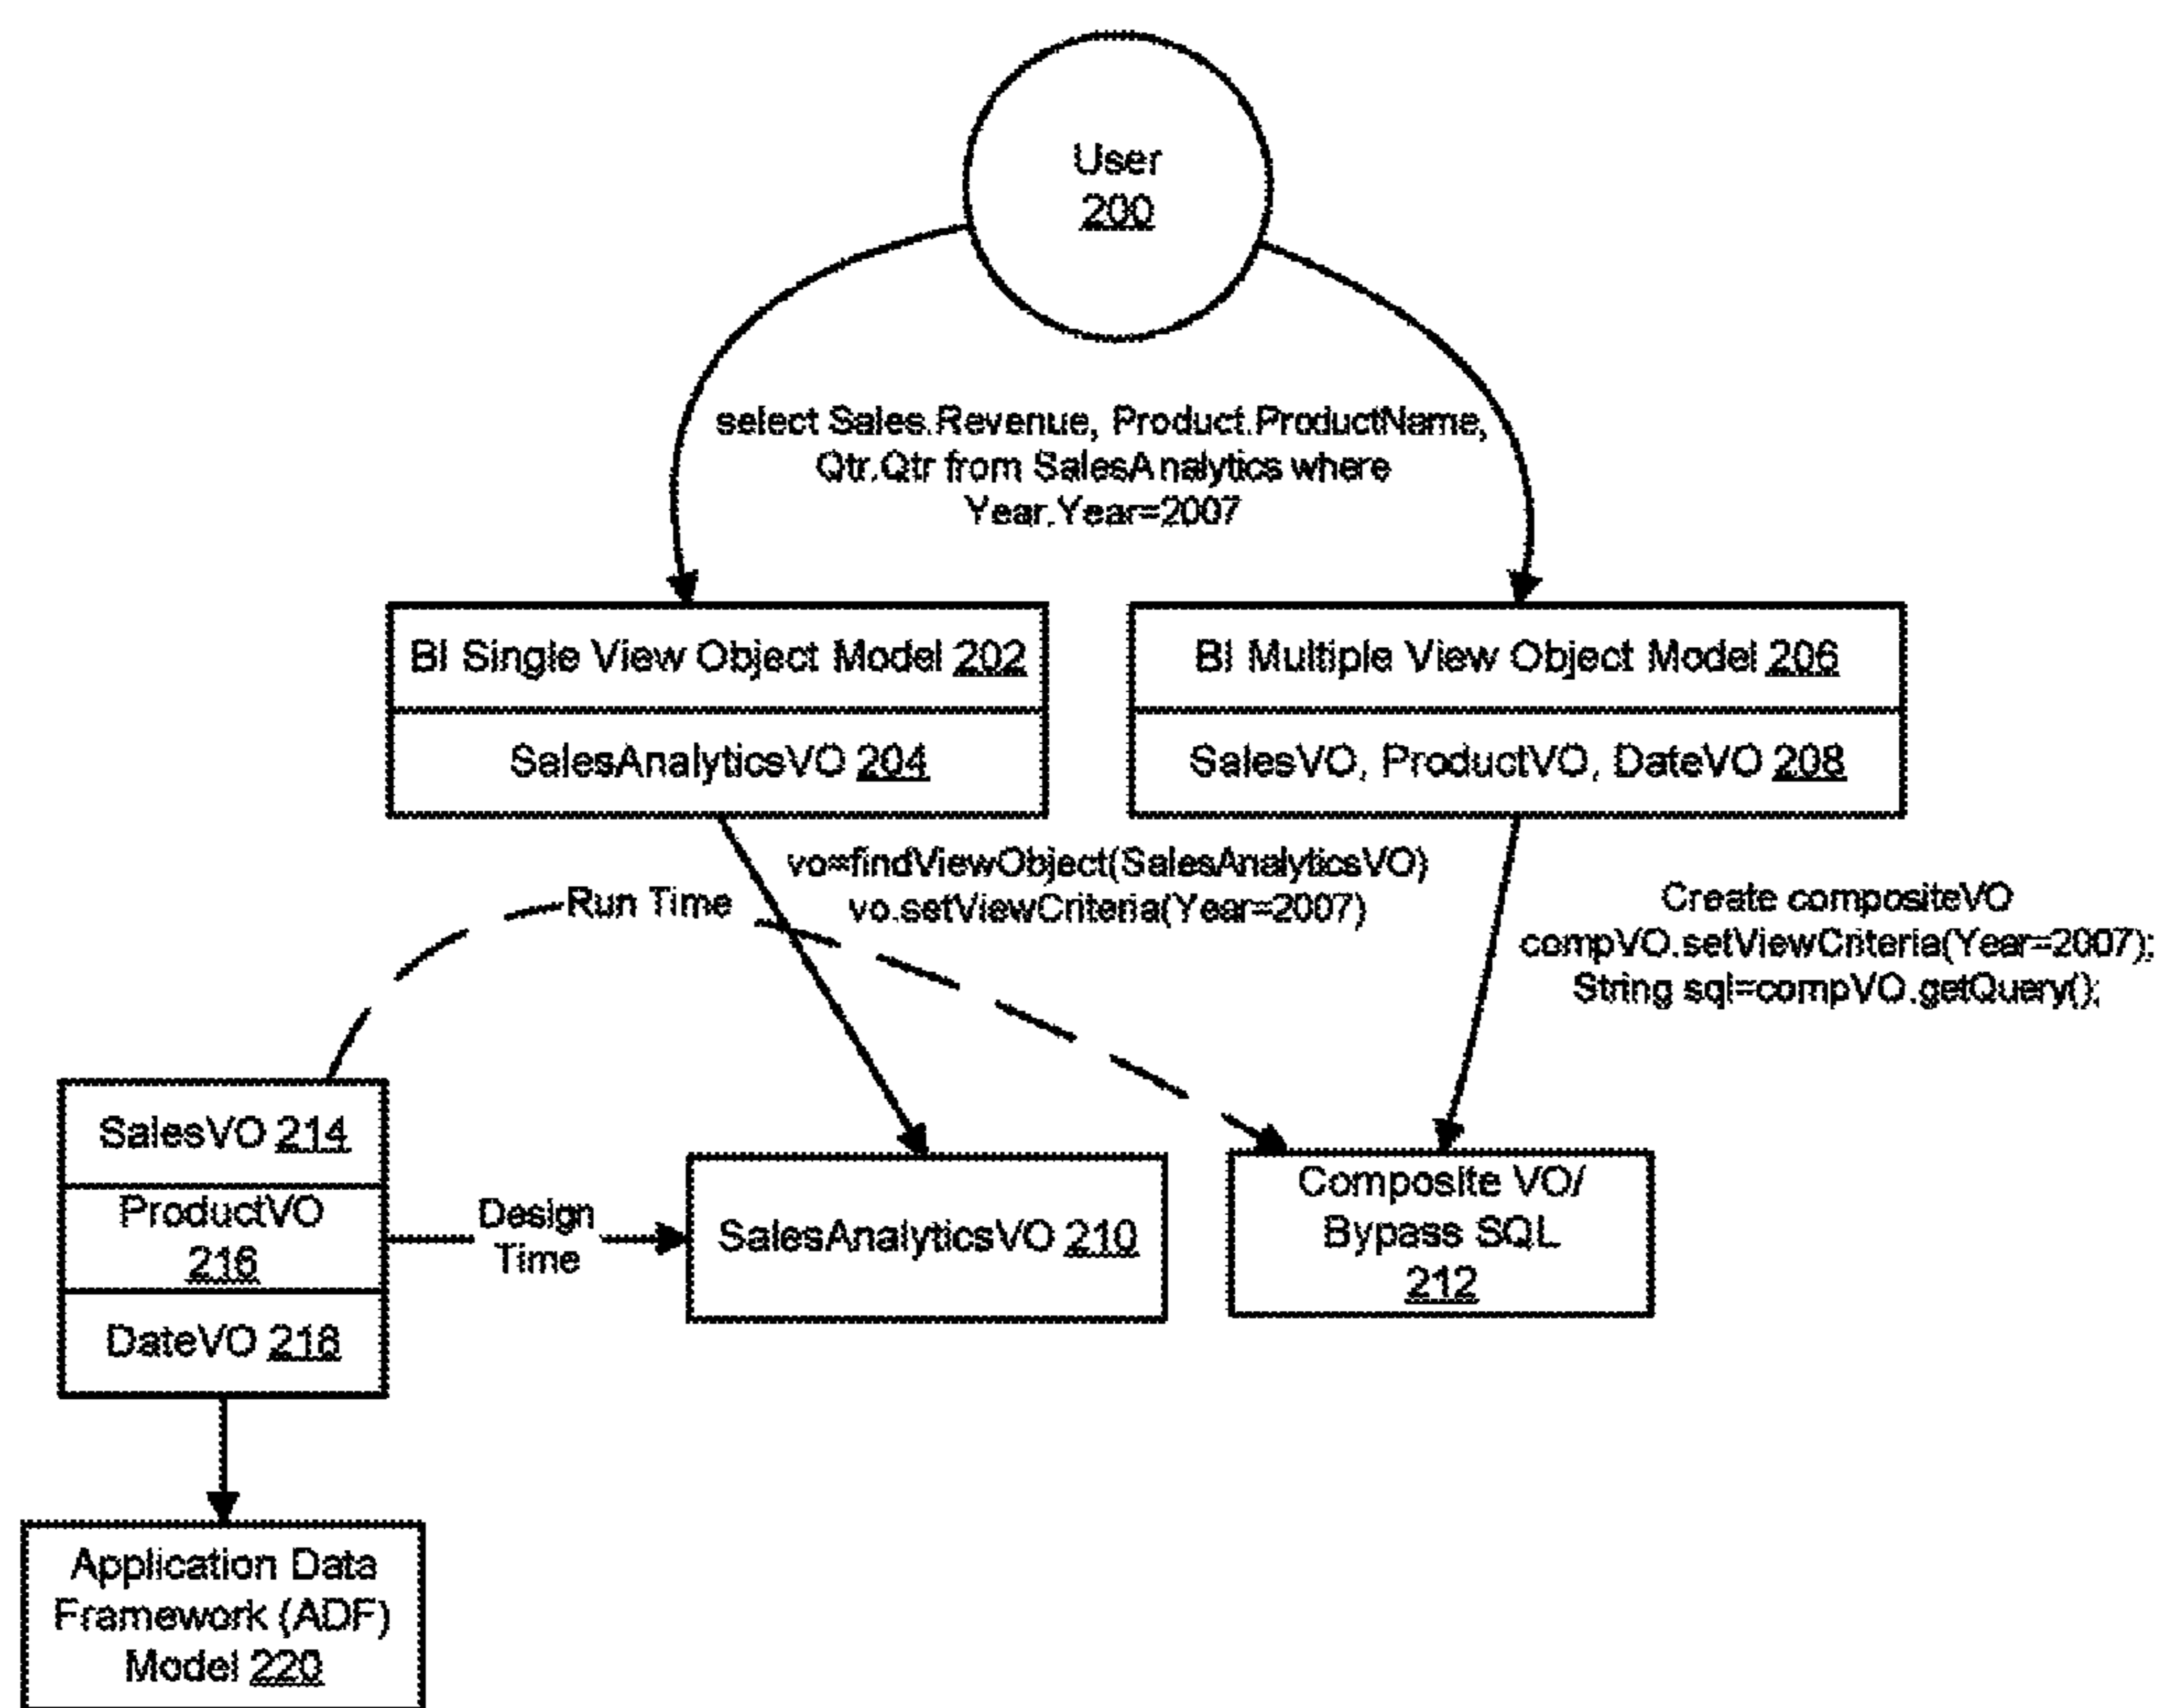 User
200
select Sales.Revenue, Product.ProductName,
Qtr.Qtr from SalesAnalytics where
Year.Year=2007
BI Single View Object Model 202
SalesAnalyticsVO 204
BI Multiple View Object Model 206
SalesVO, ProductVO, DateVO 208
vo=findViewObject(SalesAnalyticsVO)
vo.setViewCriteria(Year=2007)
Run Time
Create compositeVO
compVO.setViewCriteria(Year=2007);
String sql=compVO.getQuery();
SalesVO 214
ProductVO
216
DateVO 218
Design
Time
SalesAnalyticsVO 210
Composite VO/
Bypass SQL
212
Application Data
Framework (ADF)
Model 220